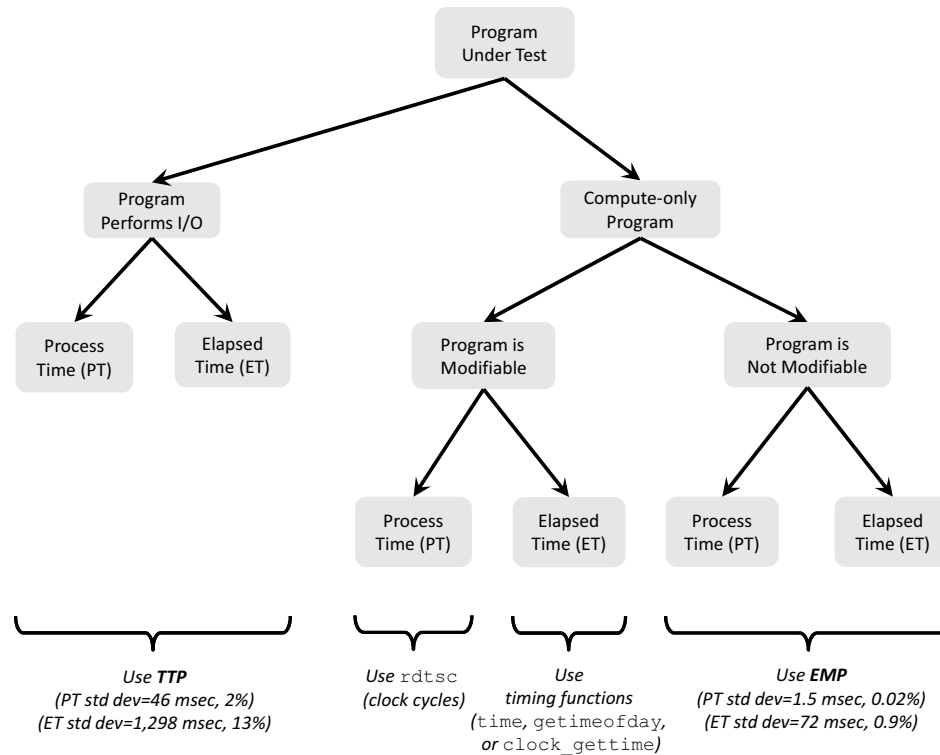 Program
Under Test
Program
Performs I/O
Compute-only
Program
Process
Time (PT)
Elapsed
Time (ET)
Program is
Modifiable
Program is
Not Modifiable
Process
Time (PT)
Elapsed
Time (ET)
Process
Time (PT)
Elapsed
Time (ET)
Use TTP
(PT std dev=46 msec, 2%)
(ET std dev=1,298 msec, 13%)
Use rdtsc
(clock cycles)
Use
timing functions
(time, getimeofday,
or clock_gettime)
Use EMP
(PT std dev=1.5 msec, 0.02%)
(ET std dev=72 msec, 0.9%)